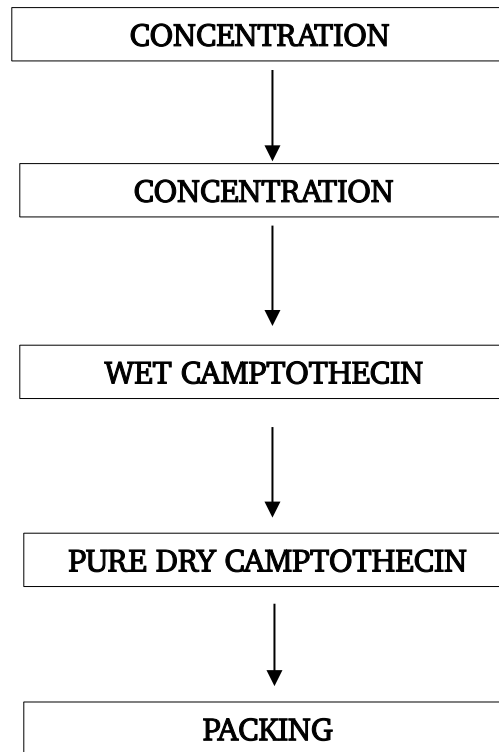 CONCENTRATION
CONCENTRATION
WET CAMPTOTHECIN
PURE DRY CAMPTOTHECIN
PACKING